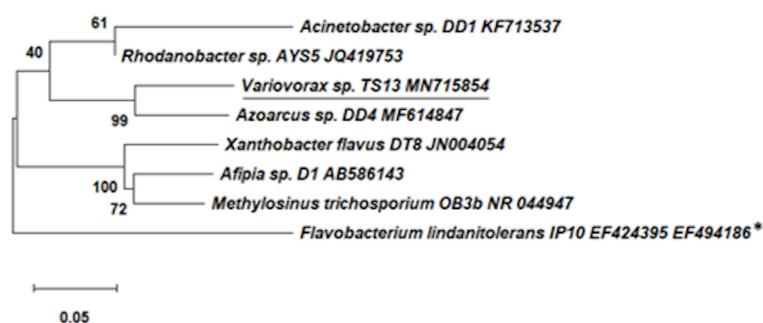 61
Acinetobacter sp. DD1 KF713537
40
Rhodanobacter sp. AYS5 JQ419753
Variovorax sp. TS13 MN715854
Azoarcus sp. DD4 MF614847
99
Xanthobacter flavus DT8 JN004054
Afipia sp. D1 AB586143
100
Methylosinus trichosporium OB3b NR 044947
72
Flavobacterium lindanitolerans IP10 EF424395 EF494186*
0.05